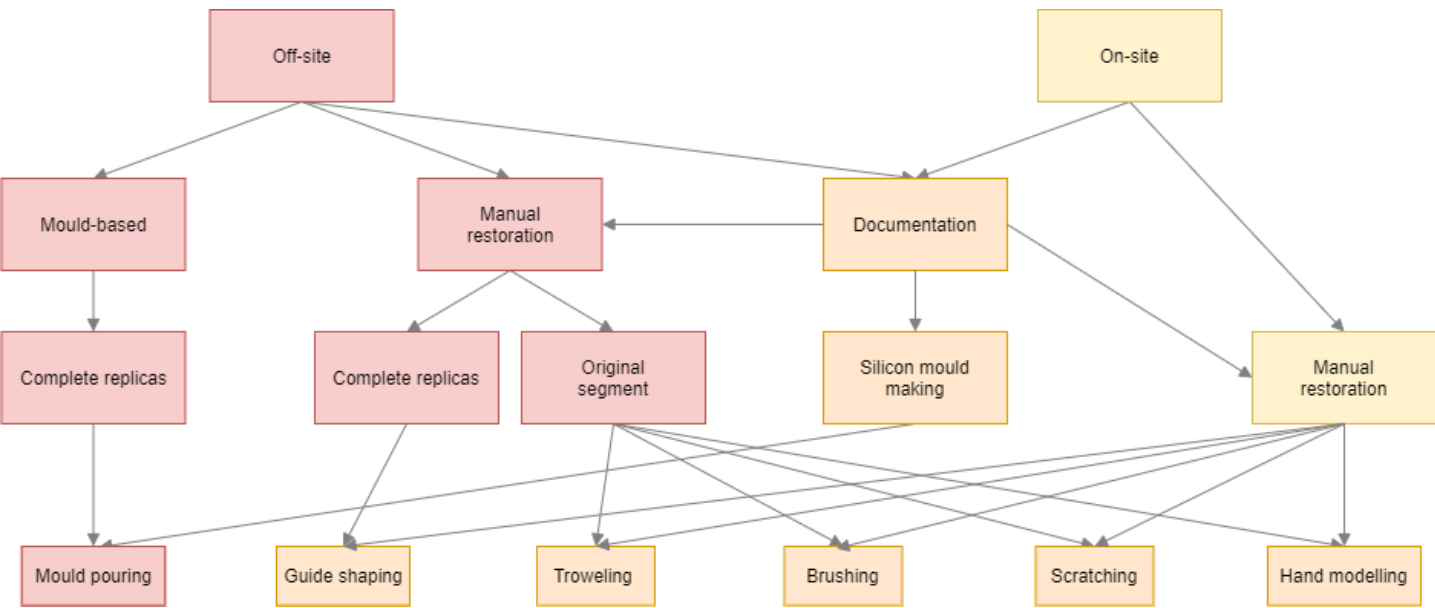 Off-site
On-site
Mould-based
Manual
restoration
Documentation
Complete replicas
Complete replicas
Original
segment
Silicon mould
making
Manual
restoration
Mould pouring
Guide shaping
Troweling
Brushing
Scratching
Hand modelling